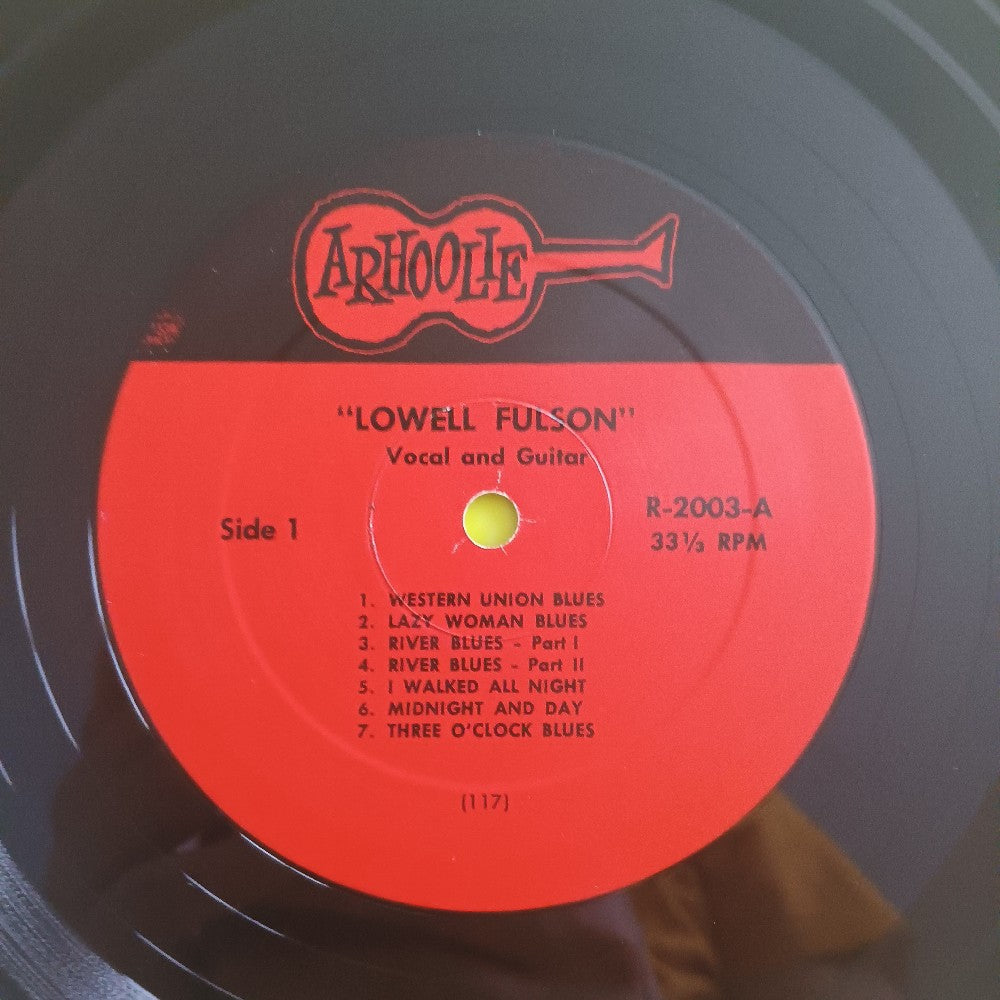 ARHOOLIE
"LOWELL FULSON"
Vocal and Guitar
Side 1
R-2003-A
33⅓ RPM
1. WESTERN UNION BLUES
2. LAZY WOMAN BLUES
3. RIVER BLUES - Part I
4. RIVER BLUES - Part II
5. I WALKED ALL NIGHT
6. MIDNIGHT AND DAY
7. THREE O'CLOCK BLUES
(117)